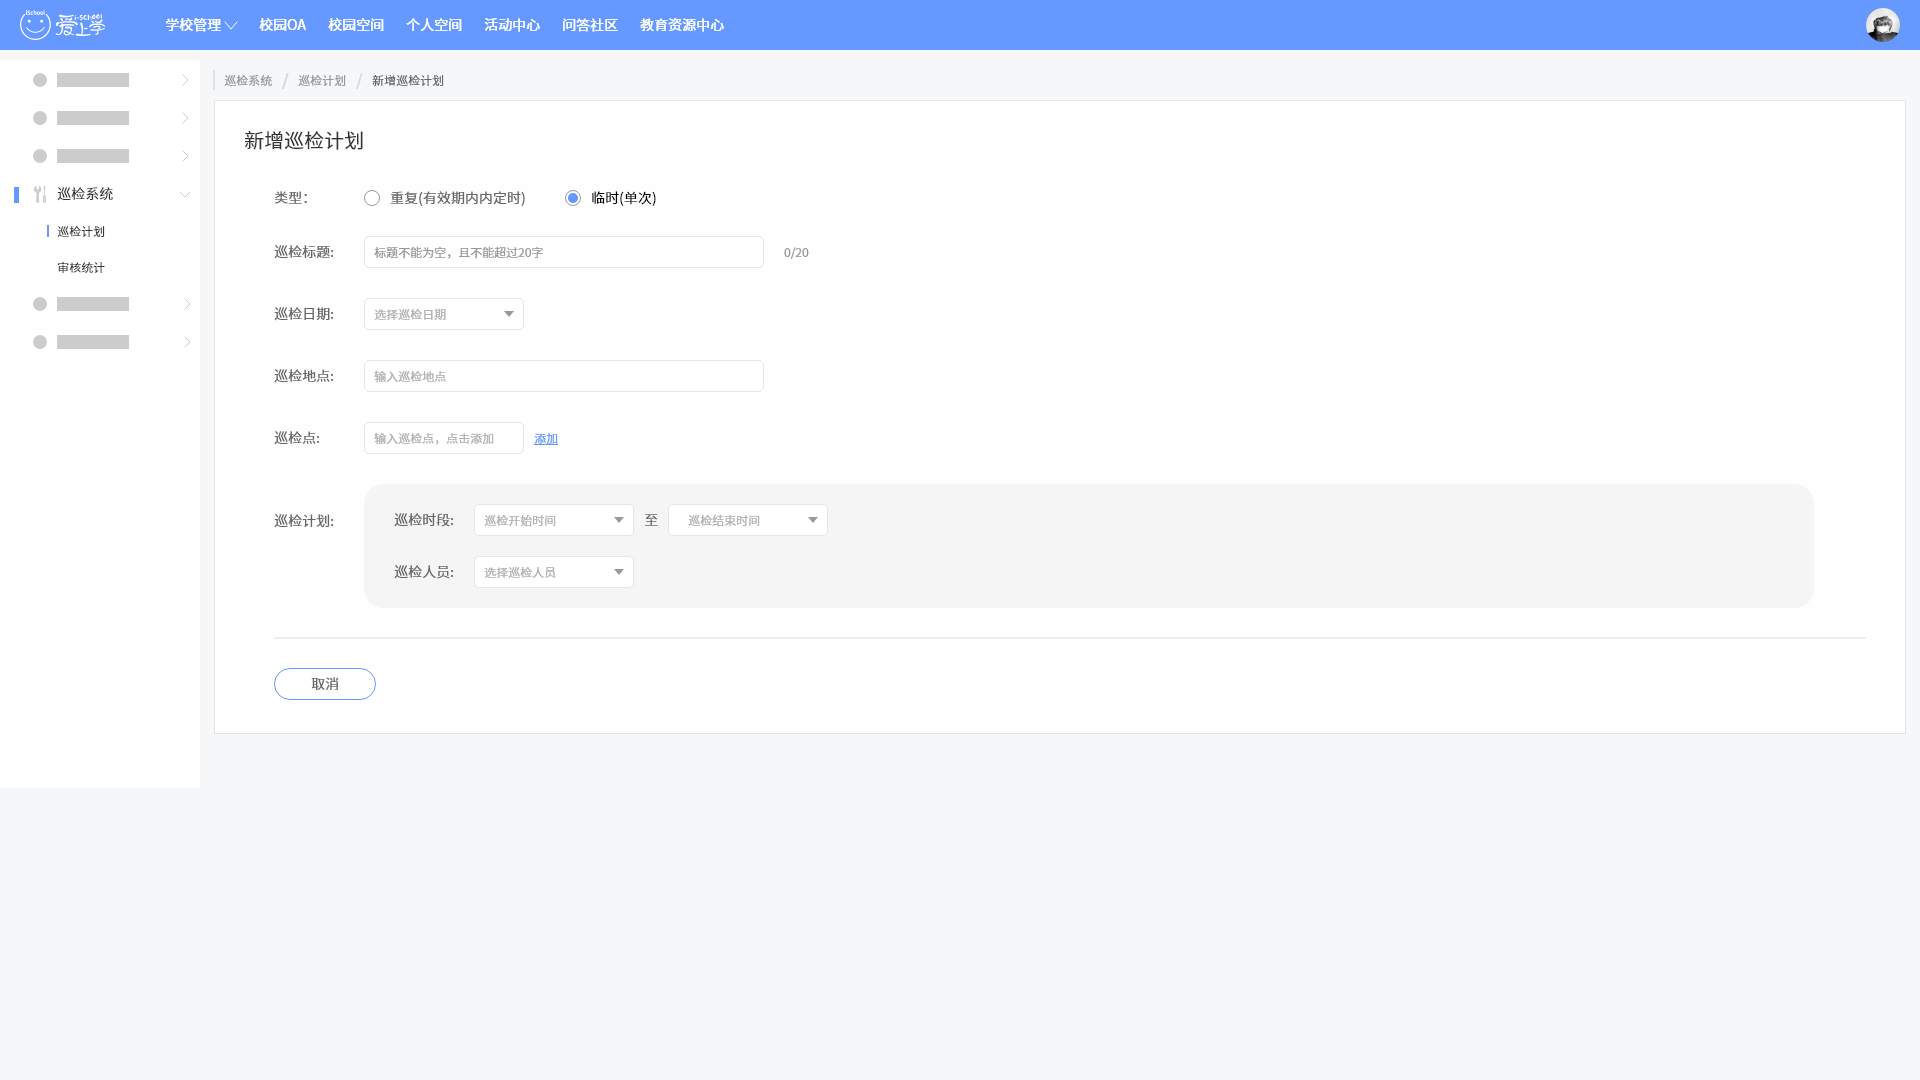 iSchool
爱上学
i-school
学校管理 校园OA 校园空间 个人空间 活动中心 问答社区 教育资源中心
巡检系统
巡检计划
审核统计
巡检系统 / 巡检计划 / 新增巡检计划
新增巡检计划
类型: 重复(有效期内内定时) 临时(单次)
巡检标题: 标题不能为空，且不能超过20字 0/20
巡检日期: 选择巡检日期
巡检地点: 输入巡检地点
巡检点: 输入巡检点，点击添加 添加
巡检计划: 巡检时段: 巡检开始时间 至 巡检结束时间
巡检人员: 选择巡检人员
取消